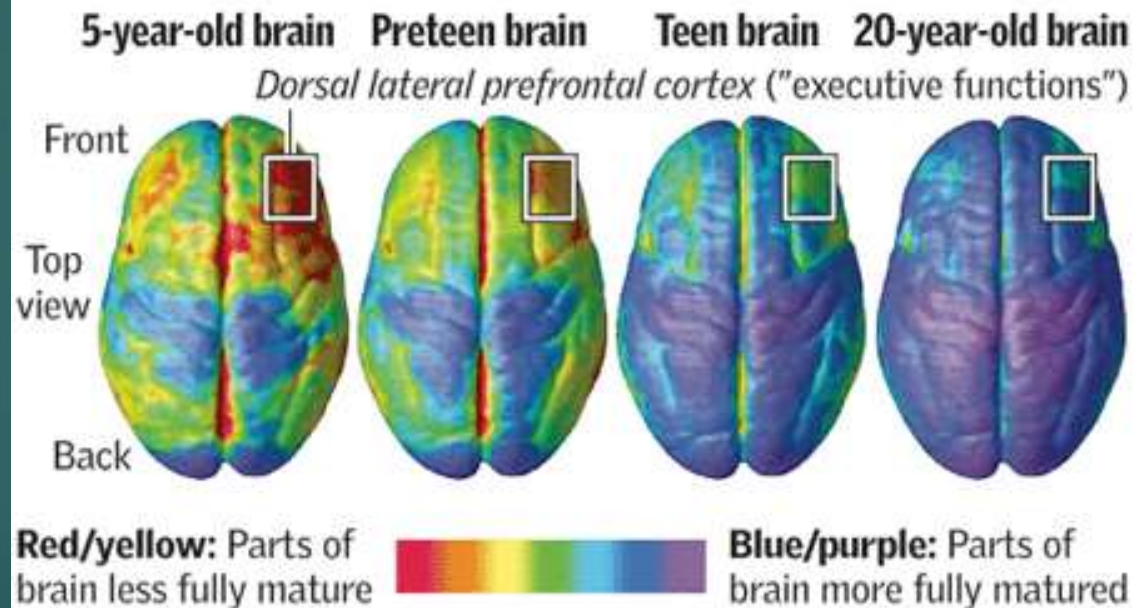 5-year-old brain Preteen brain Teen brain 20-year-old brain
Dorsal lateral prefrontal cortex ("executive functions")
Front
Top
view
Back
Red/yellow: Parts of
brain less fully mature
Blue/purple: Parts of
brain more fully matured